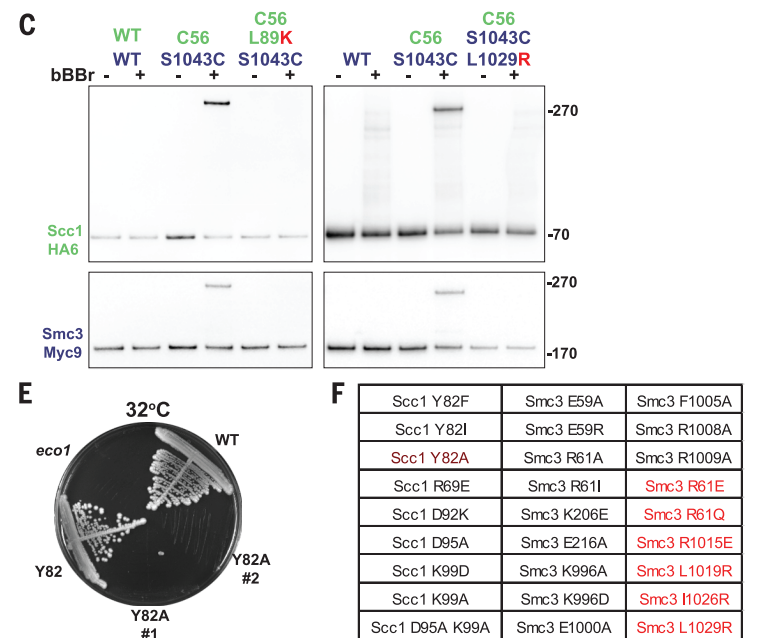 C
C56
C56
WT C56 L89K C56 S1043C
WT S1043C S1043C WT S1043C L1029R
bBBr - + - + - + - + - + - +
-270
Scc1
HA6
-70
-270
Smc3
Myc9
-170
E
32°C
eco1
WT
Y82
Y82A
#2
Y82A
#1
F
Scc1 Y82F Smc3 E59A Smc3 F1005A
Scc1 Y82I Smc3 E59R Smc3 R1008A
Scc1 Y82A Smc3 R61A Smc3 R1009A
Scc1 R69E Smc3 R61I Smc3 R61E
Scc1 D92K Smc3 K206E Smc3 R61Q
Scc1 D95A Smc3 E216A Smc3 R1015E
Scc1 K99D Smc3 K996A Smc3 L1019R
Scc1 K99A Smc3 K996D Smc3 I1026R
Scc1 D95A K99A Smc3 E1000A Smc3 L1029R